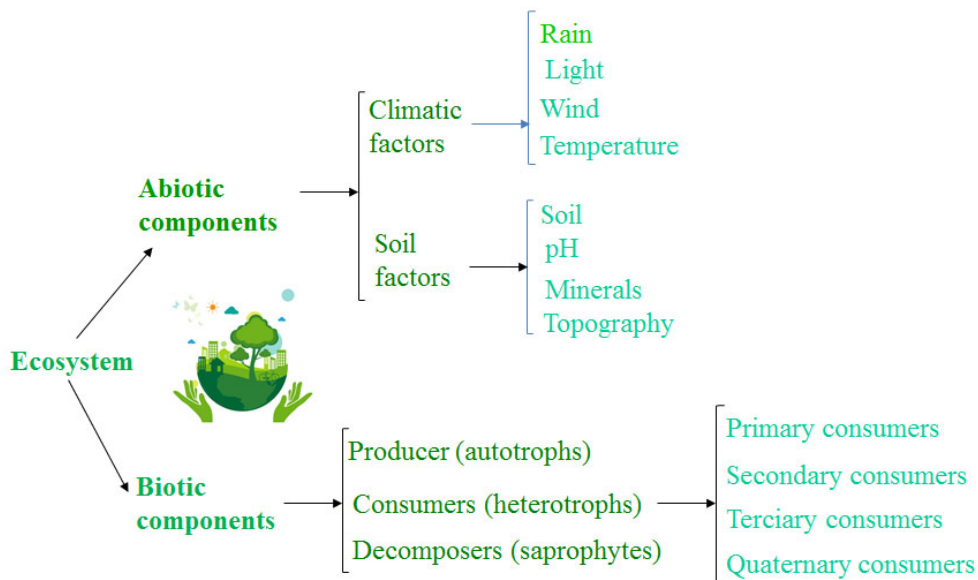 Ecosystem
Abiotic
components
Climatic
factors
Rain
Light
Wind
Temperature
Soil
factors
Soil
pH
Minerals
Topography
Biotic
components
Producer (autotrophs)
Consumers (heterotrophs)
Decomposers (saprophytes)
Primary consumers
Secondary consumers
Terciary consumers
Quaternary consumers